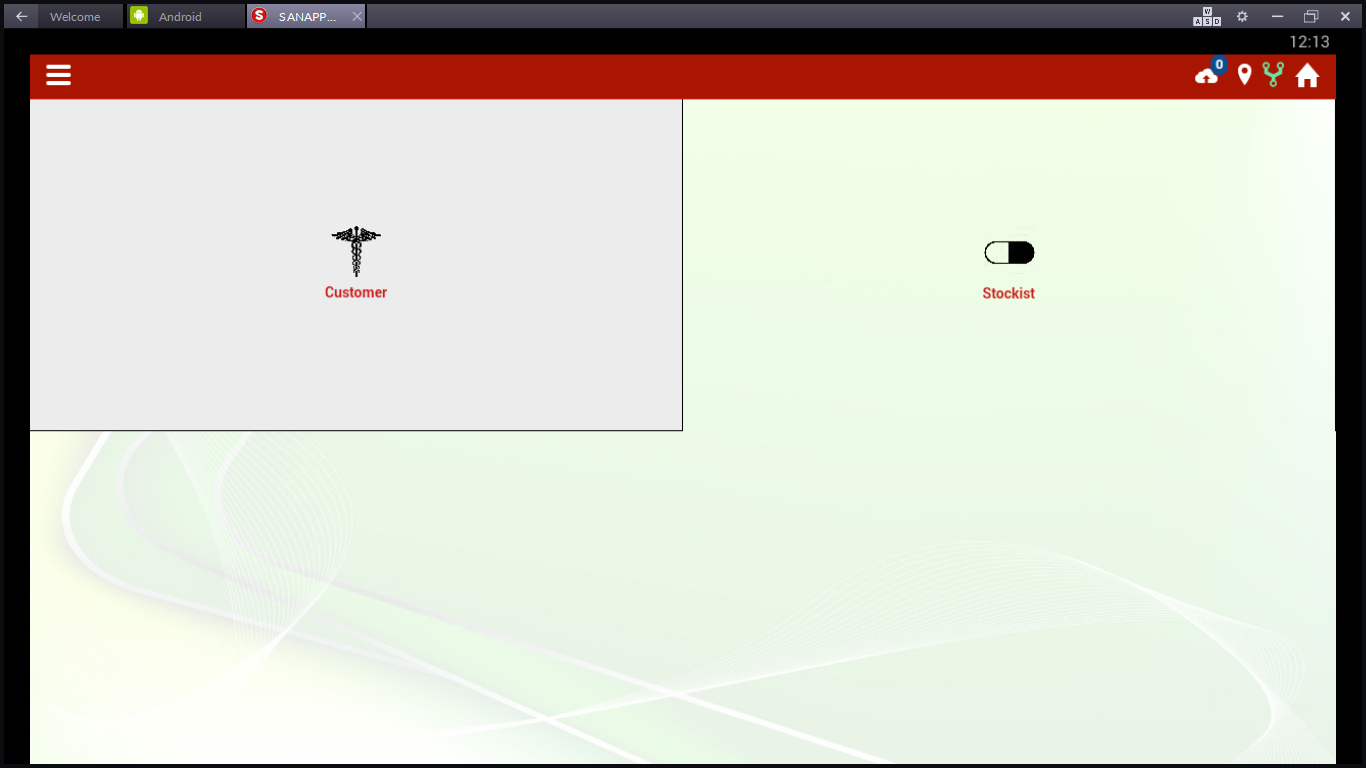 Welcome
Android
S
SANAPP...
W
A S D
12:13
0
Customer
Stockist